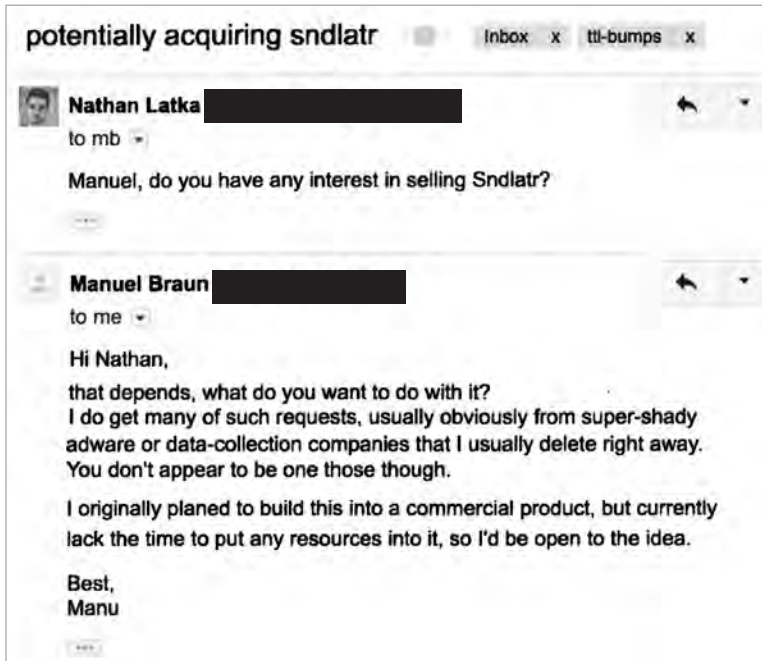 potentially acquiring sndlatr Inbox x ttl-bumps x
Nathan Latka
to mb
Manuel, do you have any interest in selling Sndlatr?
...
Manuel Braun
to me
Hi Nathan,
that depends, what do you want to do with it?
I do get many of such requests, usually obviously from super-shady
adware or data-collection companies that I usually delete right away.
You don't appear to be one those though.
I originally planed to build this into a commercial product, but currently
lack the time to put any resources into it, so I'd be open to the idea.
Best,
Manu
...